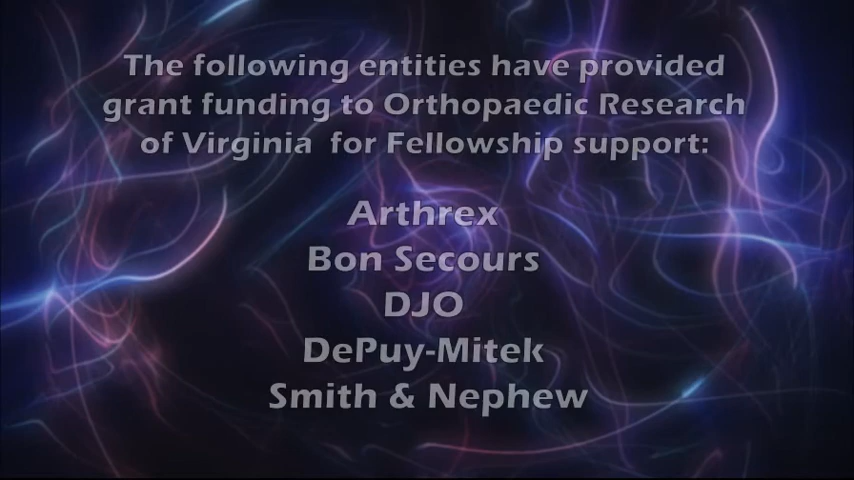 The following entities have provided
grant funding to Orthopaedic Research
of Virginia for Fellowship support:
Arthrex
Bon Secours
DJO
DePuy-Mitek
Smith & Nephew